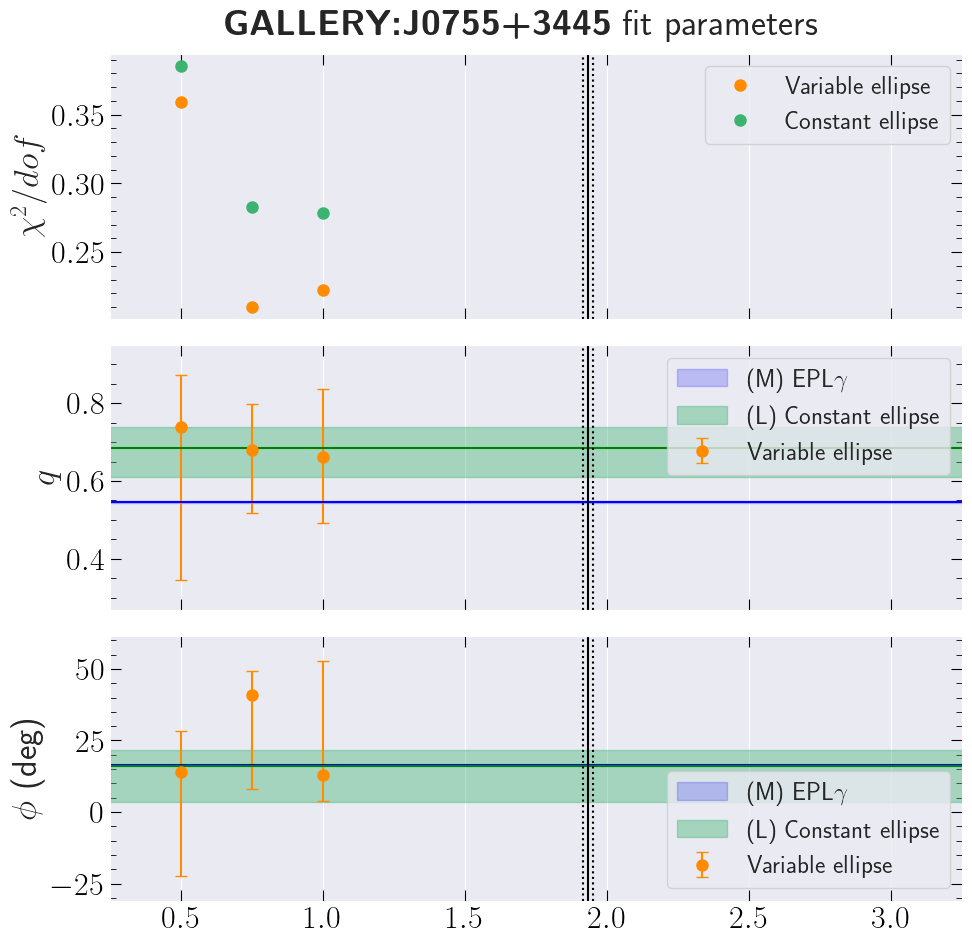 GALLERY:J0755+3445 fit parameters
χ²/dof
0.35
0.30
0.25
Variable ellipse
Constant ellipse
q
0.8
0.6
0.4
(M) EPLγ
(L) Constant ellipse
Variable ellipse
ϕ (deg)
50
25
0
−25
(M) EPLγ
(L) Constant ellipse
Variable ellipse
0.5 1.0 1.5 2.0 2.5 3.0